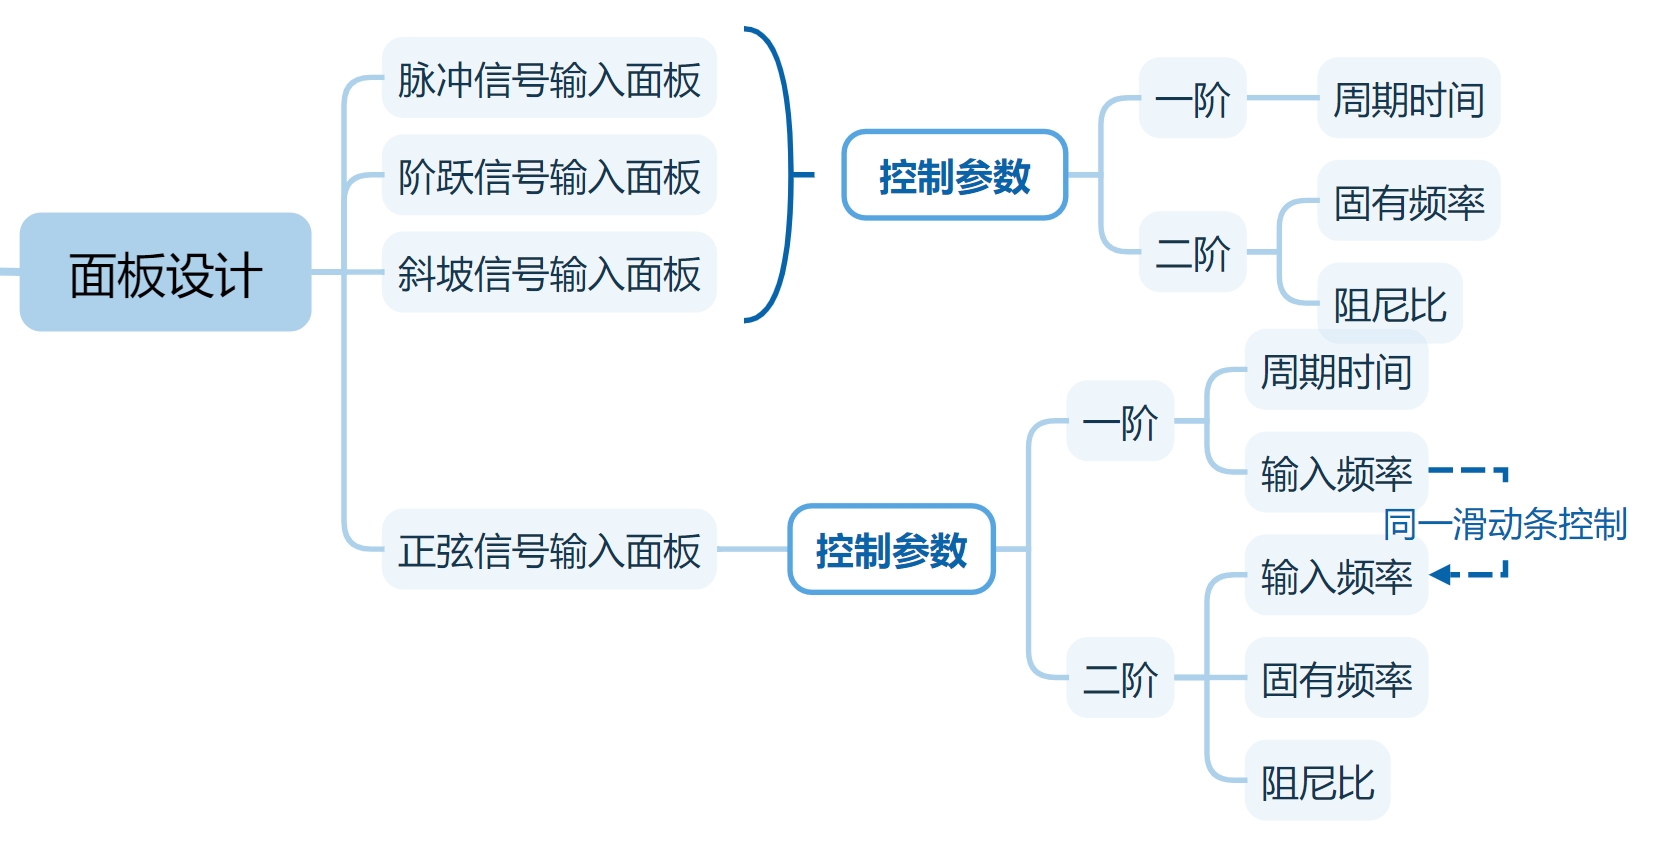 面板设计
脉冲信号输入面板
阶跃信号输入面板
斜坡信号输入面板
控制参数
一阶
周期时间
二阶
固有频率
阻尼比
正弦信号输入面板
控制参数
一阶
周期时间
输入频率
同一滑动条控制
二阶
输入频率
固有频率
阻尼比